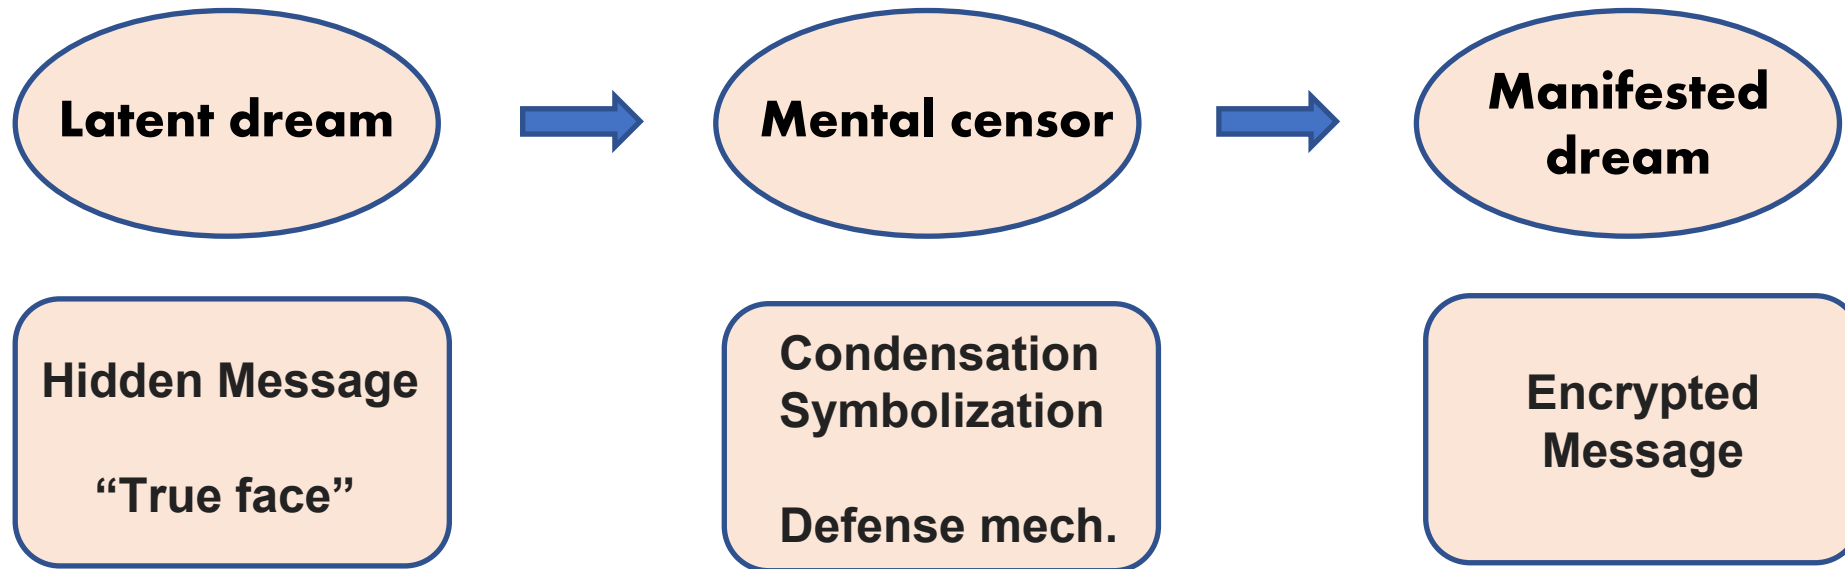 Latent dream
Mental censor
Manifested
dream
Hidden Message
“True face”
Condensation
Symbolization
Defense mech.
Encrypted
Message